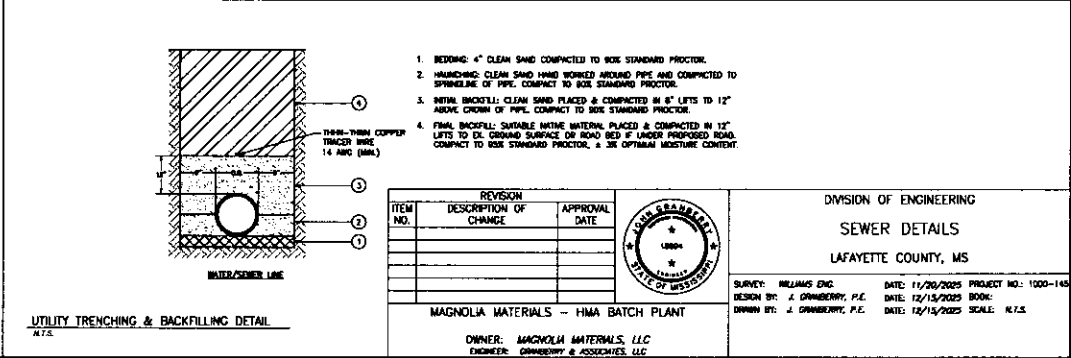 1. BEDDING: 4" CLEAN SAND COMPACTED TO 90% STANDARD PROCTOR.
2. HAUNCHING: CLEAN SAND HAND WORKED AROUND PIPE AND COMPACTED TO
SPRINGLINE OF PIPE. COMPACT TO 90% STANDARD PROCTOR.
3. INITIAL BACKFILL: CLEAN SAND PLACED & COMPACTED IN 6" LIFTS TO 12"
ABOVE CROWN OF PIPE. COMPACT TO 90% STANDARD PROCTOR.
4. FINAL BACKFILL: SUITABLE NATIVE MATERIAL PLACED & COMPACTED IN 12"
LIFTS TO EX. GROUND SURFACE OR ROAD BED IF UNDER PROPOSED ROAD.
COMPACT TO 95% STANDARD PROCTOR, ± 3% OPTIMUM MOISTURE CONTENT.
4
THHN-THWN COPPER
TRACER WIRE
14 AWG (MIN.)
12"
O.D.
3
2
1
WATER/SEWER LINE
UTILITY TRENCHING & BACKFILLING DETAIL
N.T.S.
REVISION
ITEM NO.
DESCRIPTION OF CHANGE
APPROVAL DATE
JOHN GRANBERRY
ENGINEER
STATE OF MISSISSIPPI
MAGNOLIA MATERIALS - HMA BATCH PLANT
OWNER: MAGNOLIA MATERIALS, LLC
ENGINEER: GRANBERRY & ASSOCIATES, LLC
DIVISION OF ENGINEERING
SEWER DETAILS
LAFAYETTE COUNTY, MS
SURVEY: WILLIAMS ENG. DATE: 11/20/2025 PROJECT NO.: 1000-145
DESIGN BY: J. GRANBERRY, P.E. DATE: 12/15/2025 BOOK:
DRAWN BY: J. GRANBERRY, P.E. DATE: 12/15/2025 SCALE: N.T.S.